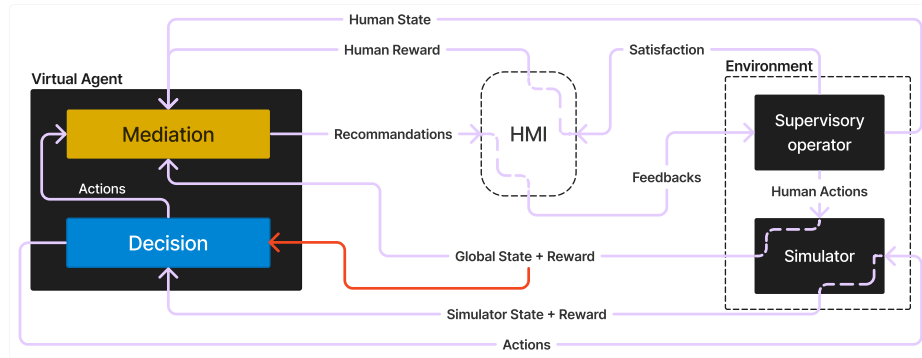 Human State
Human Reward
Satisfaction
Virtual Agent
Environment
Mediation
Recommandations
HMI
Supervisory
operator
Feedbacks
Actions
Human Actions
Decision
Global State + Reward
Simulator
Simulator State + Reward
Actions